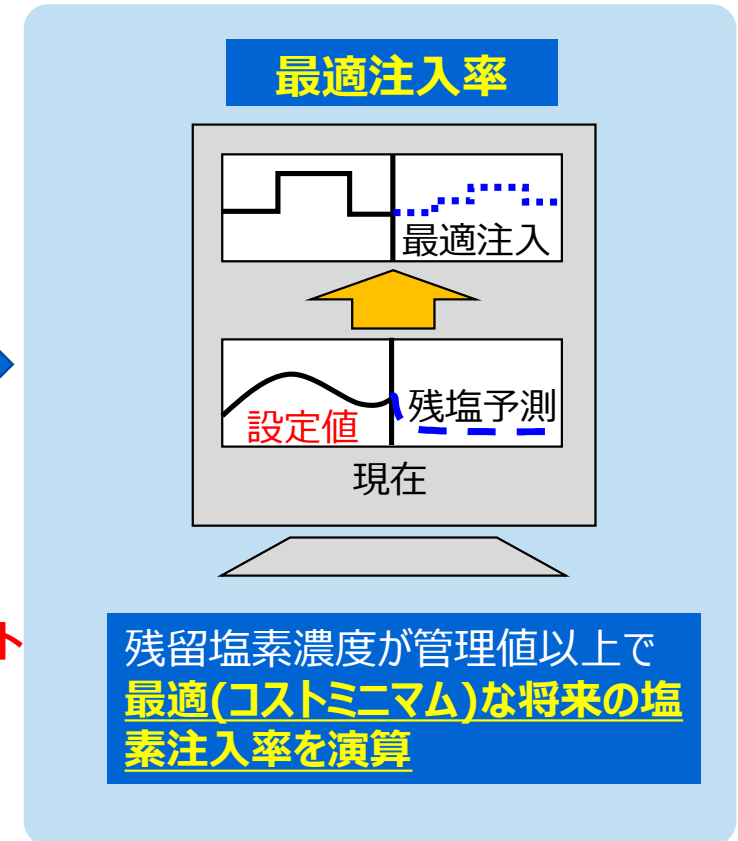 最適注入率
最適注入
残塩予測
設定値
現在
ト
残留塩素濃度が管理値以上で
最適(コストミニマム)な将来の塩
素注入率を演算